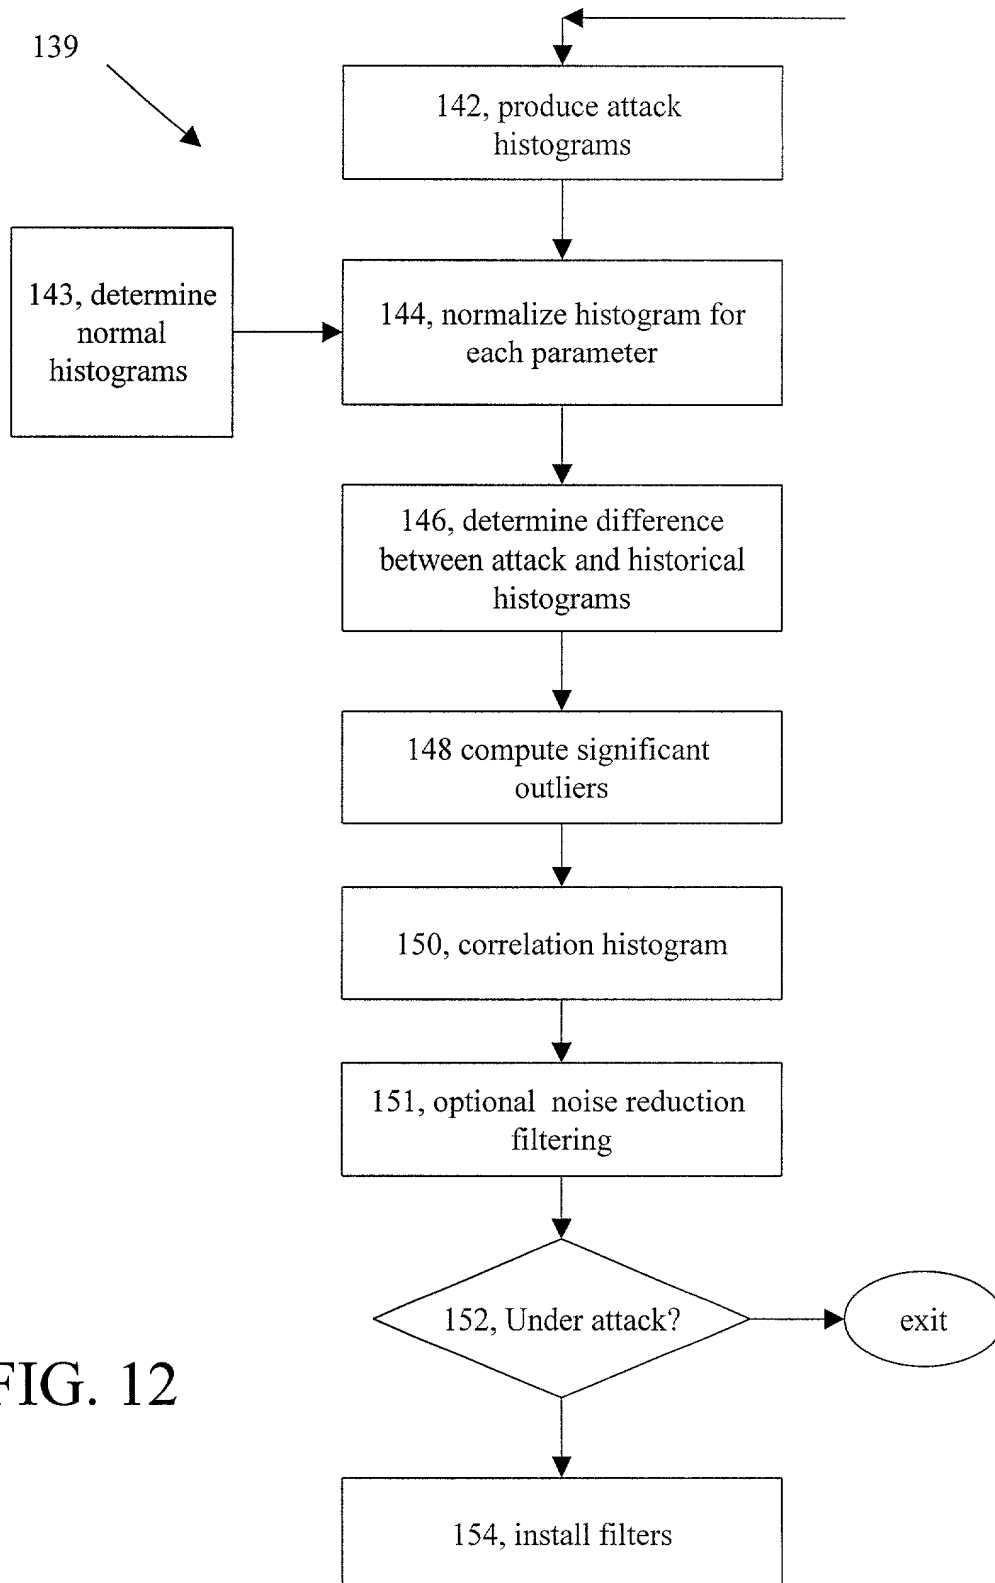 139
142, produce attack
histograms
143, determine
normal
histograms
144, normalize histogram for
each parameter
146, determine difference
between attack and historical
histograms
148 compute significant
outliers
150, correlation histogram
151, optional noise reduction
filtering
152, Under attack?
exit
FIG. 12
154, install filters